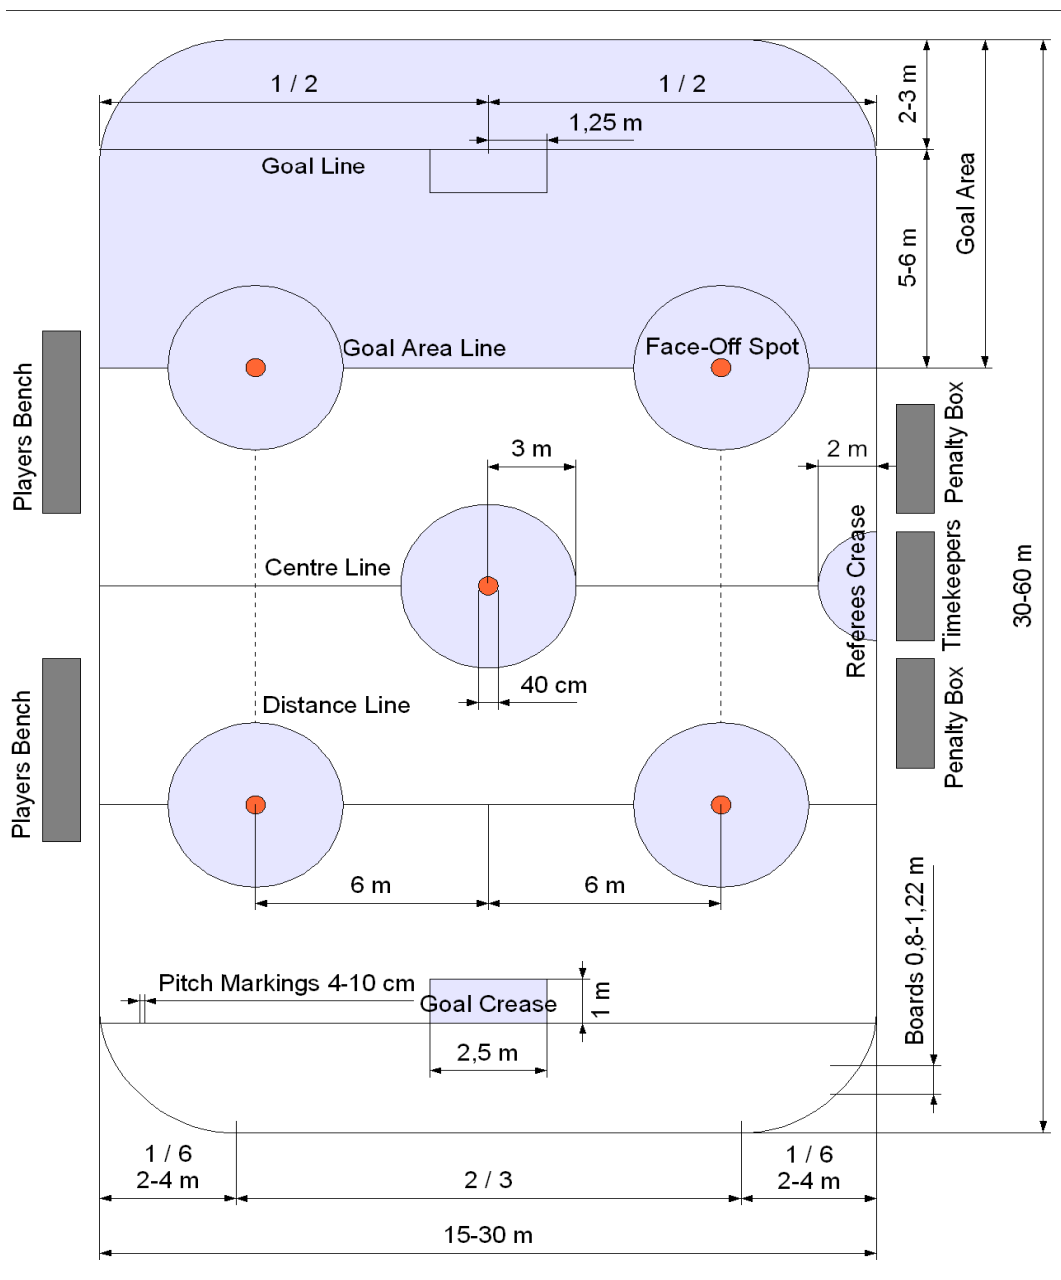 1 / 2
1 / 2
2-3 m
1,25 m
Goal Line
Goal Area
5-6 m
Goal Area Line
Face-Off Spot
Players Bench
Penalty Box
3 m
2 m
Centre Line
Referees Crease
Timekeepers
30-60 m
40 cm
Distance Line
Players Bench
Penalty Box
6 m
6 m
Boards 0,8-1,22 m
Pitch Markings 4-10 cm
Goal Crease
1 m
2,5 m
1 / 6
2-4 m
2 / 3
1 / 6
2-4 m
15-30 m